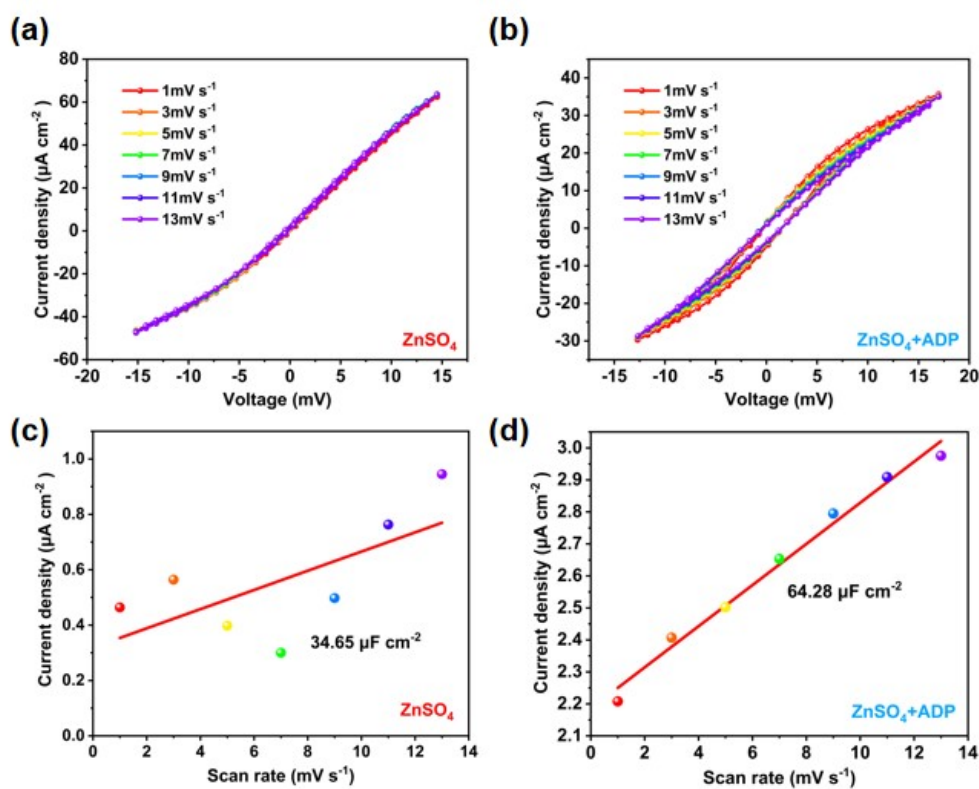 (a)
80
60
40
20
0
-20
-40
-60
-20
-15
-10
-5
0
5
10
15
20
Current density (μA cm⁻²)
Voltage (mV)
1mV s⁻¹
3mV s⁻¹
5mV s⁻¹
7mV s⁻¹
9mV s⁻¹
11mV s⁻¹
13mV s⁻¹
ZnSO₄
(b)
40
30
20
10
0
-10
-20
-30
-15
-10
-5
0
5
10
15
20
Current density (μA cm⁻²)
Voltage (mV)
1mV s⁻¹
3mV s⁻¹
5mV s⁻¹
7mV s⁻¹
9mV s⁻¹
11mV s⁻¹
13mV s⁻¹
ZnSO₄+ADP
(c)
1.0
0.8
0.6
0.4
0.2
0.0
0
2
4
6
8
10
12
14
Current density (μA cm⁻²)
Scan rate (mV s⁻¹)
34.65 μF cm⁻²
ZnSO₄
(d)
3.0
2.9
2.8
2.7
2.6
2.5
2.4
2.3
2.2
2.1
0
2
4
6
8
10
12
14
Current density (μA cm⁻²)
Scan rate (mV s⁻¹)
64.28 μF cm⁻²
ZnSO₄+ADP